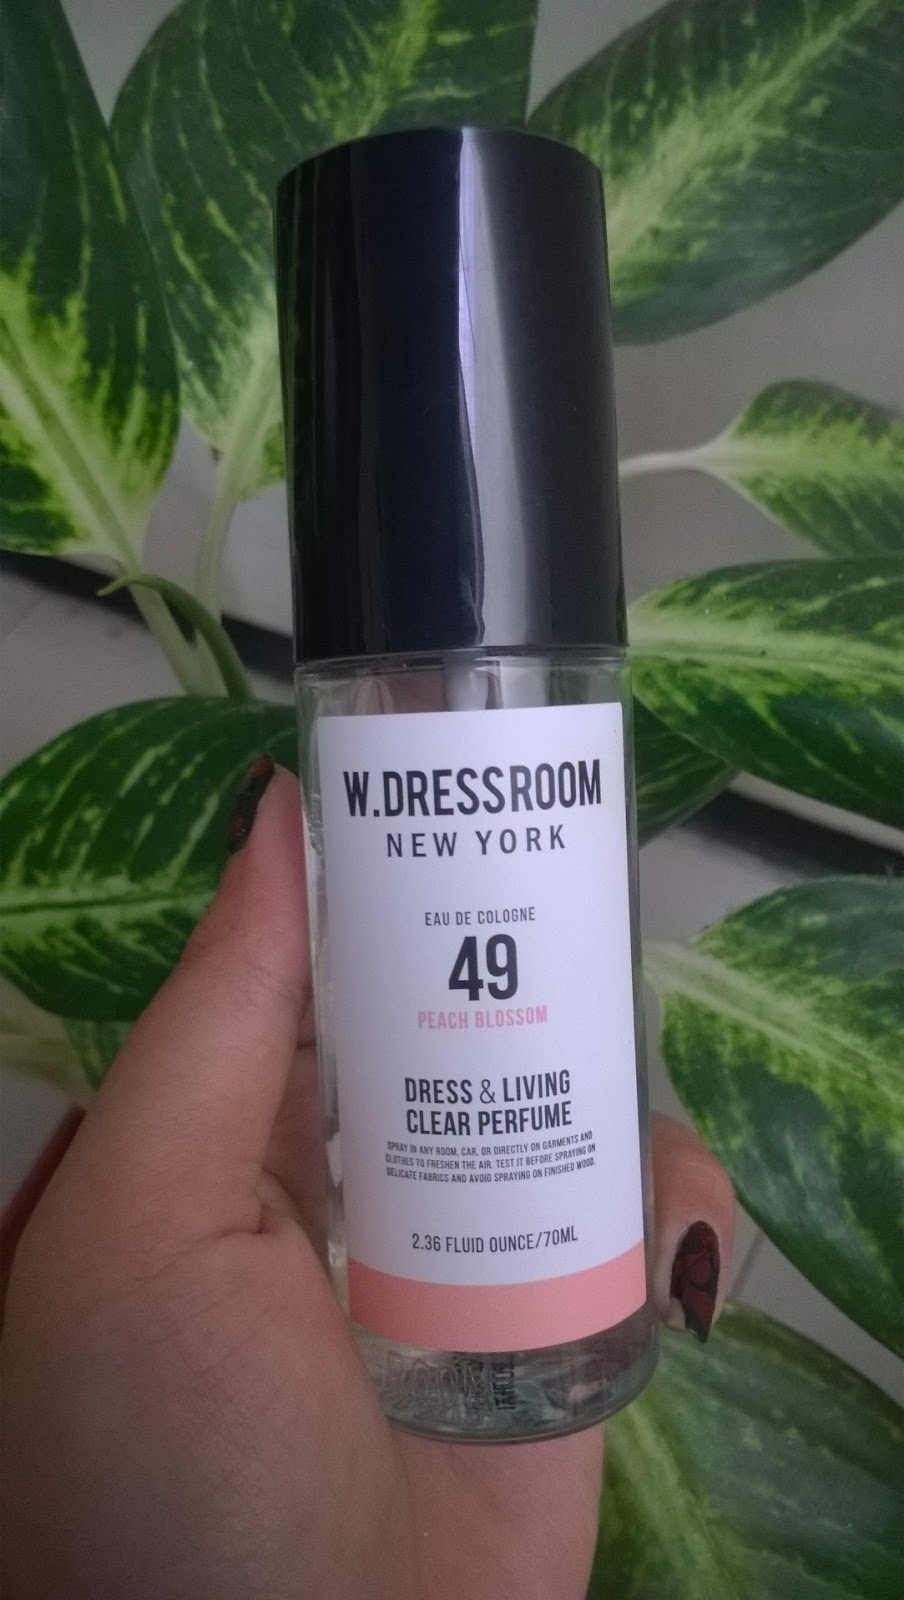 W.DRESSROOM
NEW YORK
EAU DE COLOGNE
49
PEACH BLOSSOM
DRESS & LIVING
CLEAR PERFUME
SPRAY IN ANY ROOM, CAR, OR DIRECTLY ON GARMENTS AND
CLOTHES TO FRESHEN THE AIR. TEST IT BEFORE SPRAYING ON
DELICATE FABRICS AND AVOID SPRAYING ON FINISHED WOOD.
2.36 FLUID OUNCE/70ML